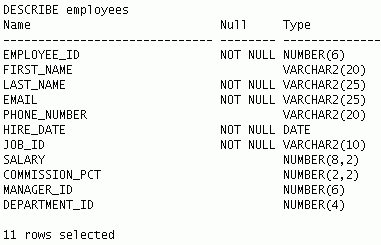 DESCRIBE employees
Name                           Null     Type
------------------------------ -------- --------------
EMPLOYEE_ID                    NOT NULL NUMBER(6)
FIRST_NAME                              VARCHAR2(20)
LAST_NAME                      NOT NULL VARCHAR2(25)
EMAIL                          NOT NULL VARCHAR2(25)
PHONE_NUMBER                            VARCHAR2(20)
HIRE_DATE                      NOT NULL DATE
JOB_ID                         NOT NULL VARCHAR2(10)
SALARY                                  NUMBER(8,2)
COMMISSION_PCT                          NUMBER(2,2)
MANAGER_ID                              NUMBER(6)
DEPARTMENT_ID                           NUMBER(4)
11 rows selected